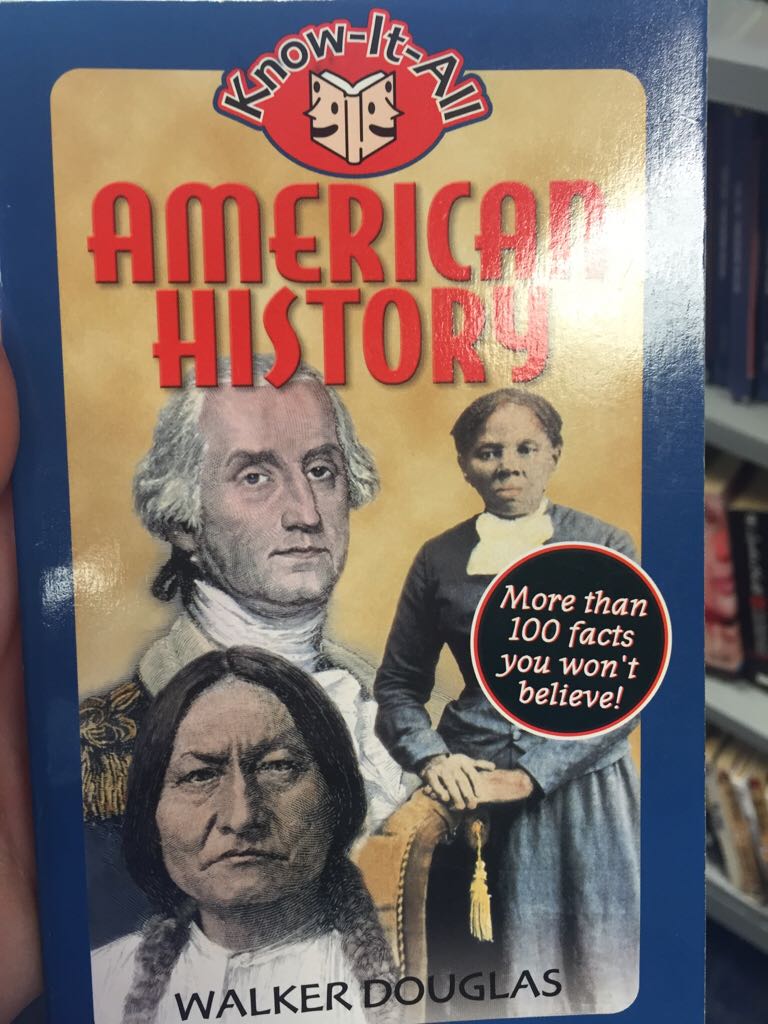 Know-It-All
AMERICAN
HISTORY
More than
100 facts
you won't
believe!
WALKER DOUGLAS